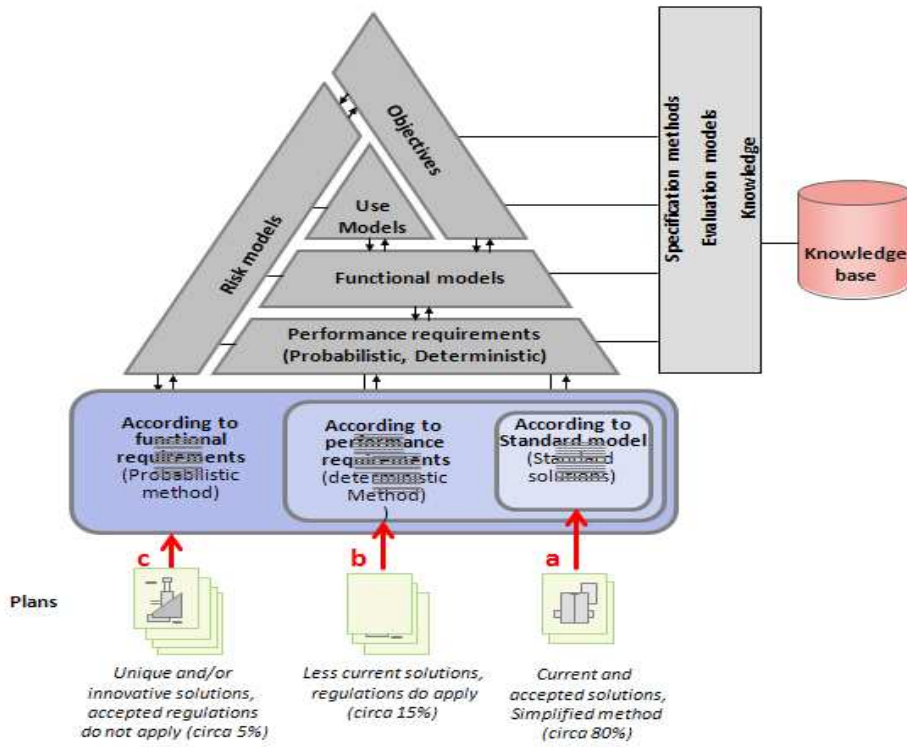 Objectives
Risk models
Use
Models
Functional models
Performance requirements
(Probabilistic, Deterministic)
Specification methods
Evaluation models
Knowledge
Knowledge
base
According to
functional
requirements
(Probabilistic
method)
According to
performance
requirements
(deterministic
Method)
)
According to
Standard model
(Standard
solutions)
c
b
a
Plans
Unique and/or
innovative solutions,
accepted regulations
do not apply (circa 5%)
Less current solutions,
regulations do apply
(circa 15%)
Current and
accepted solutions,
Simplified method
(circa 80%)